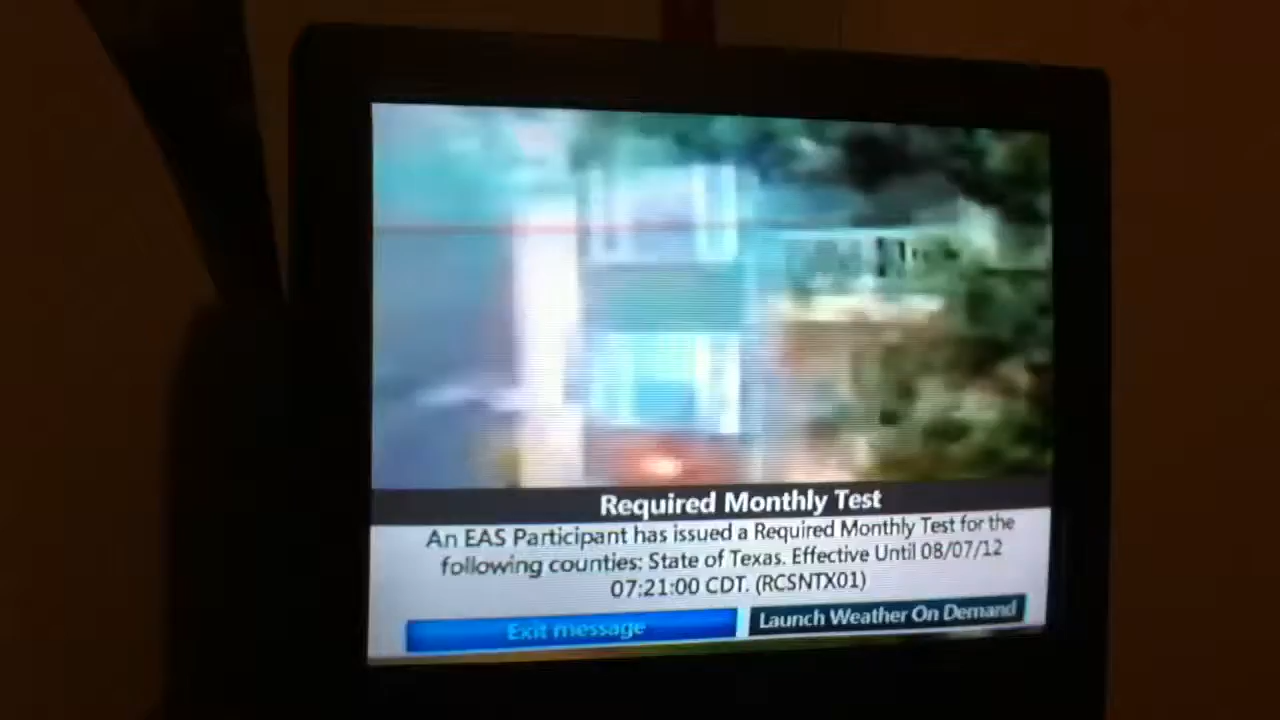 Required Monthly Test
An EAS Participant has issued a Required Monthly Test for the
following counties: State of Texas. Effective Until 08/07/12
07:21:00 CDT. (RCSNTX01)
Exit message
Launch Weather On Demand